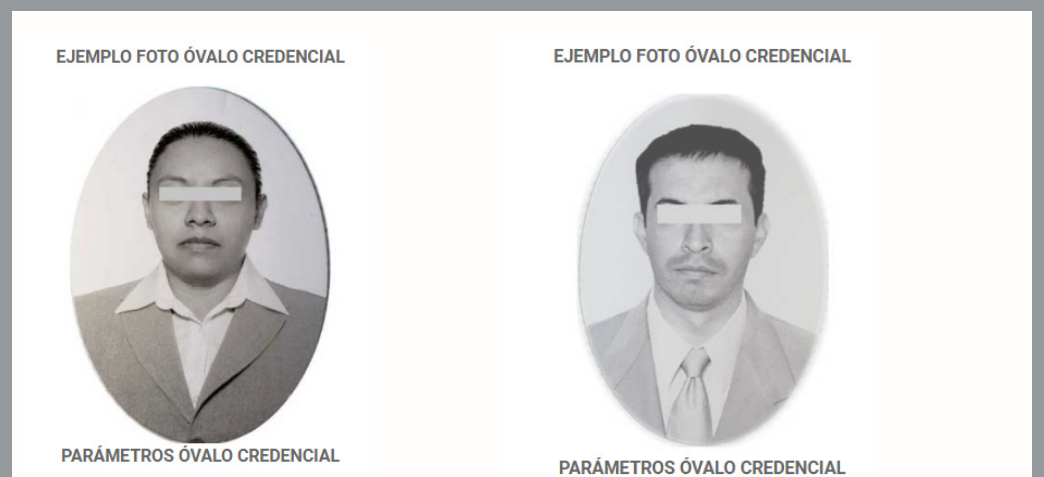 EJEMPLO FOTO ÓVALO CREDENCIAL
EJEMPLO FOTO ÓVALO CREDENCIAL
PARÁMETROS ÓVALO CREDENCIAL
PARÁMETROS ÓVALO CREDENCIAL